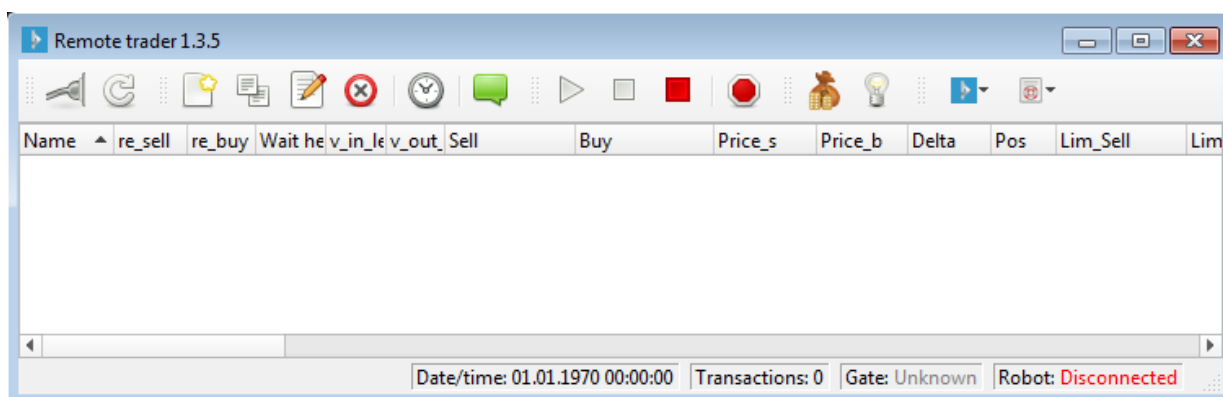 Remote trader 1.3.5
Name re_sell re_buy Wait he v_in_le v_out_ Sell Buy Price_s Price_b Delta Pos Lim_Sell Lim
Date/time: 01.01.1970 00:00:00 Transactions: 0 Gate: Unknown Robot: Disconnected